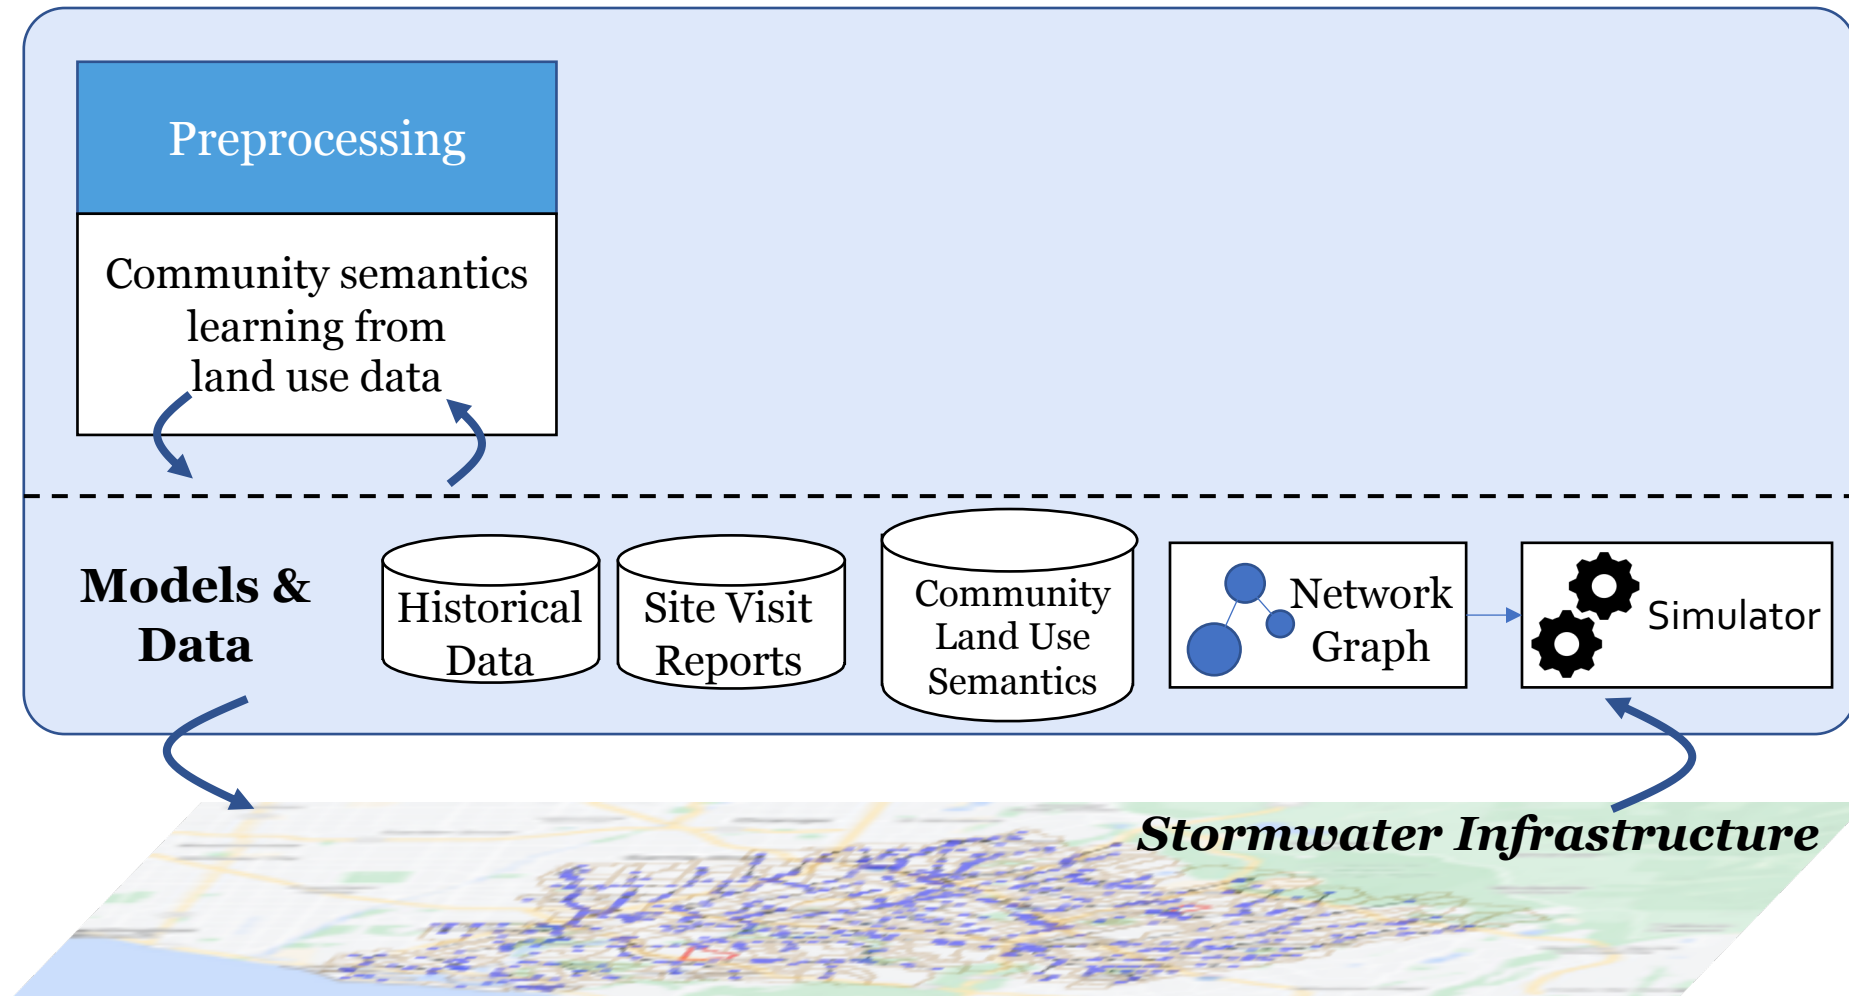 Preprocessing
Community semantics
learning from
land use data
Models &
Data
Historical
Data
Site Visit
Reports
Community
Land Use
Semantics
Network
Graph
Simulator
Stormwater Infrastructure